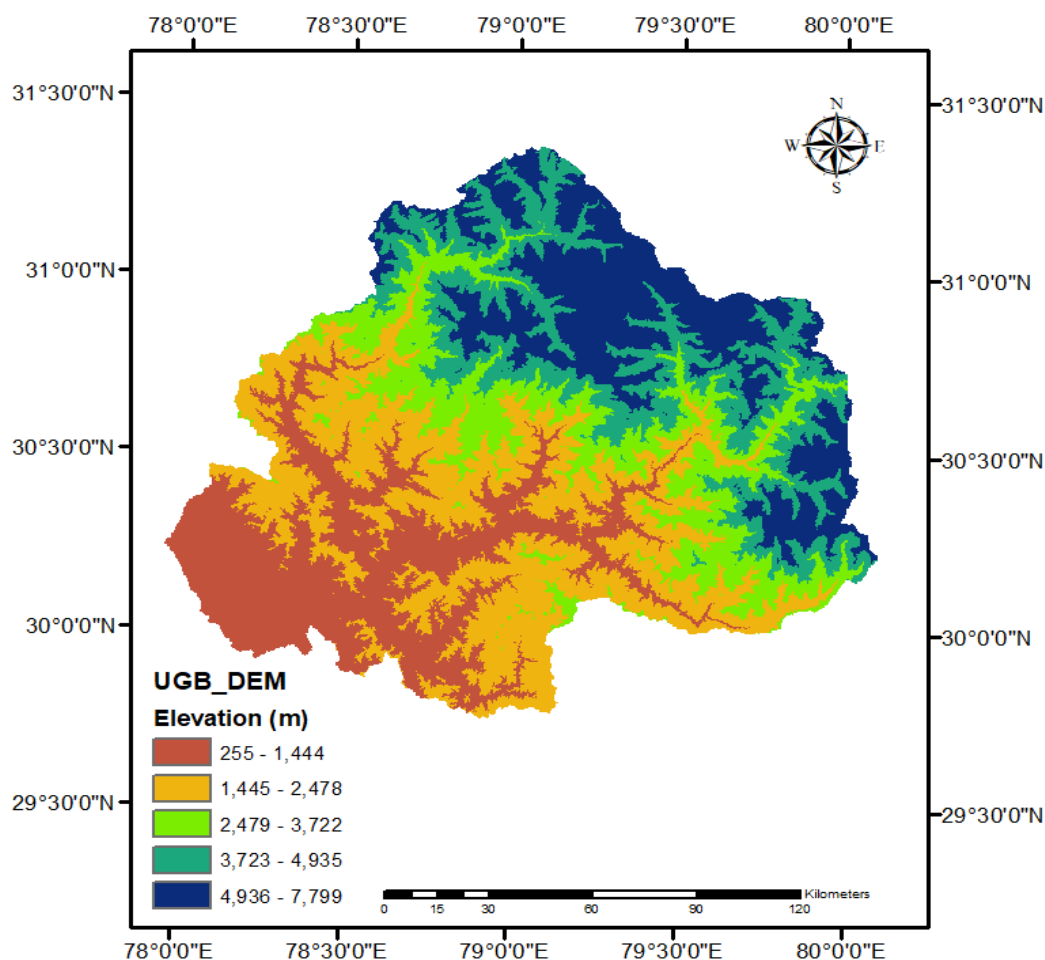 78°0'0"E 78°30'0"E 79°0'0"E 79°30'0"E 80°0'0"E
31°30'0"N 31°30'0"N
N
W E
S
31°0'0"N 31°0'0"N
30°30'0"N 30°30'0"N
30°0'0"N 30°0'0"N
UGB_DEM
Elevation (m)
255 - 1,444
1,445 - 2,478
29°30'0"N 29°30'0"N
2,479 - 3,722
3,723 - 4,935
4,936 - 7,799
Kilometers
0 15 30 60 90 120
78°0'0"E 78°30'0"E 79°0'0"E 79°30'0"E 80°0'0"E